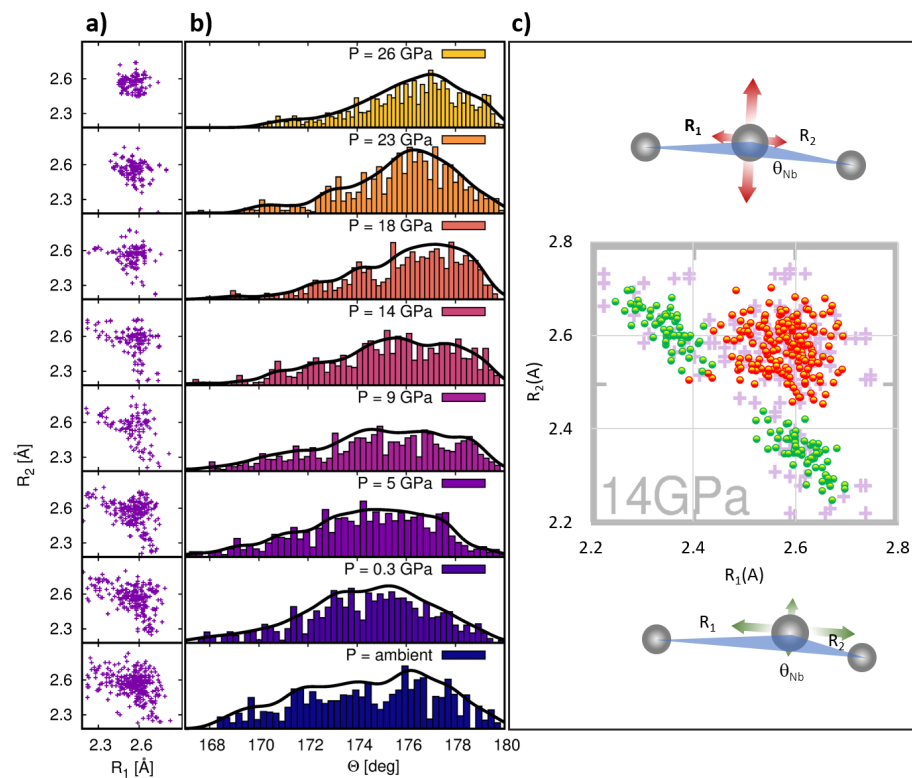 a)
b)
c)
2.6
2.3
P = 26 GPa
2.6
2.3
P = 23 GPa
2.6
2.3
P = 18 GPa
2.6
2.3
P = 14 GPa
2.6
2.3
P = 9 GPa
2.6
2.3
P = 5 GPa
2.6
2.3
P = 0.3 GPa
2.6
2.3
P = ambient
R₂ [Å]
2.3 2.6
R₁ [Å]
168 170 172 174 176 178 180
Θ [deg]
R₁
R₂
θNb
2.8
2.6
2.4
2.2
R₂(A)
14GPa
2.2 2.4 2.6 2.8
R₁(A)
R₁
R₂
θNb